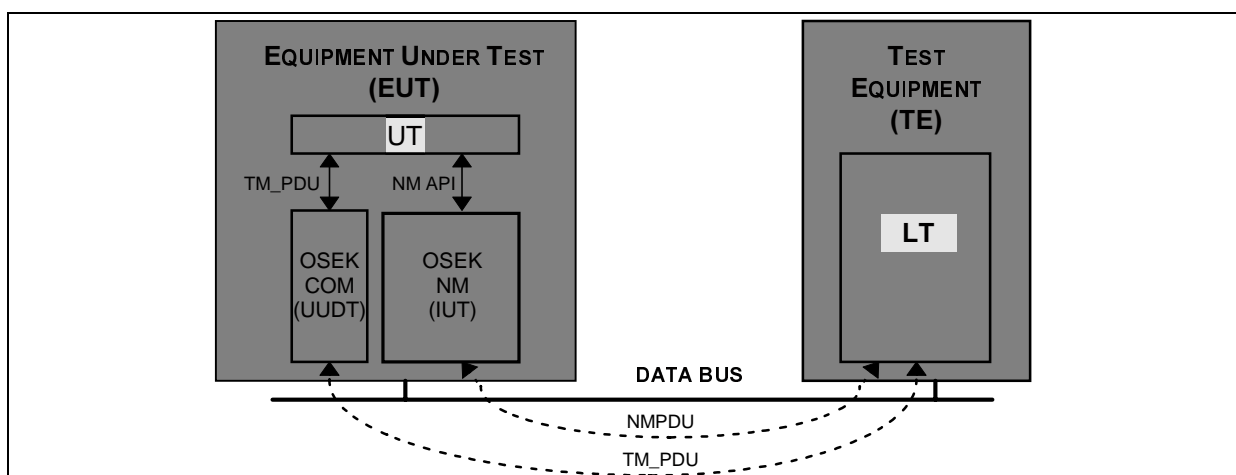 EQUIPMENT UNDER TEST
(EUT)
UT
TM_PDU
NM API
OSEK
COM
(UUDT)
OSEK
NM
(IUT)
TEST
EQUIPMENT
(TE)
LT
DATA BUS
NMPDU
TM_PDU